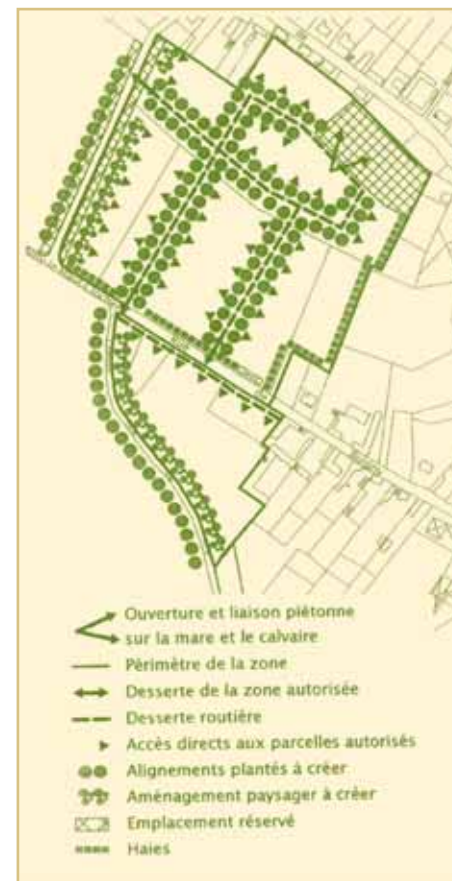 Ouverture et liaison piétonne
sur la mare et le calvaire
Périmètre de la zone
Desserte de la zone autorisée
Desserte routière
Accès directs aux parcelles autorisés
Alignements plantés à créer
Aménagement paysager à créer
Emplacement réservé
Haies